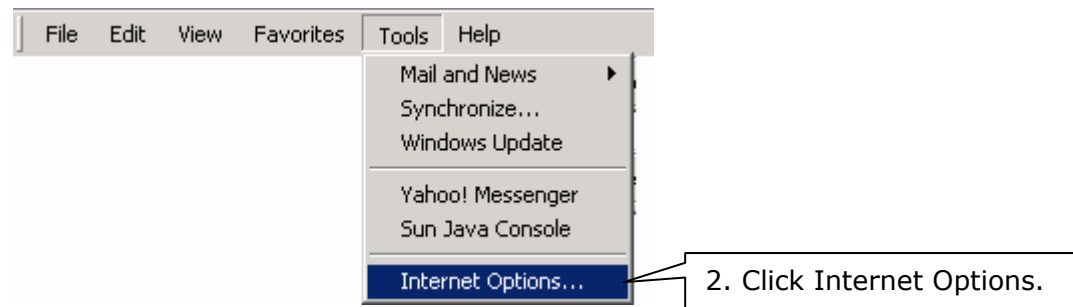 File Edit View Favorites Tools Help
Mail and News
Synchronize...
Windows Update
Yahoo! Messenger
Sun Java Console
Internet Options...
2. Click Internet Options.